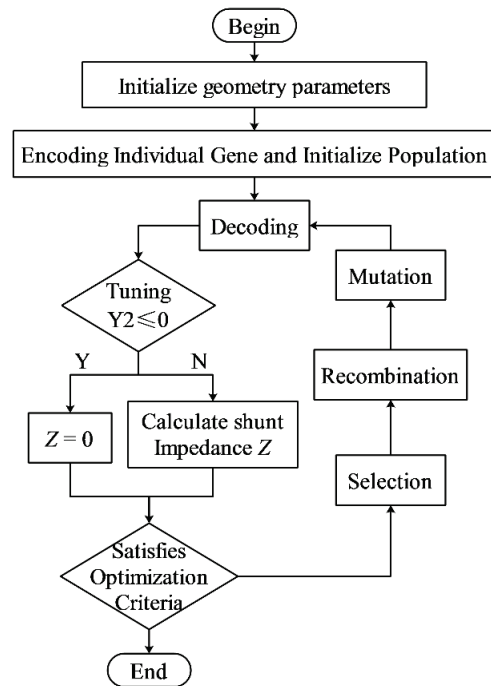 Begin
Initialize geometry parameters
Encoding Individual Gene and Initialize Population
Decoding
Mutation
Tuning
Y2≤0
Recombination
Y
N
Z = 0
Calculate shunt
Impedance Z
Selection
Satisfies
Optimization
Criteria
End